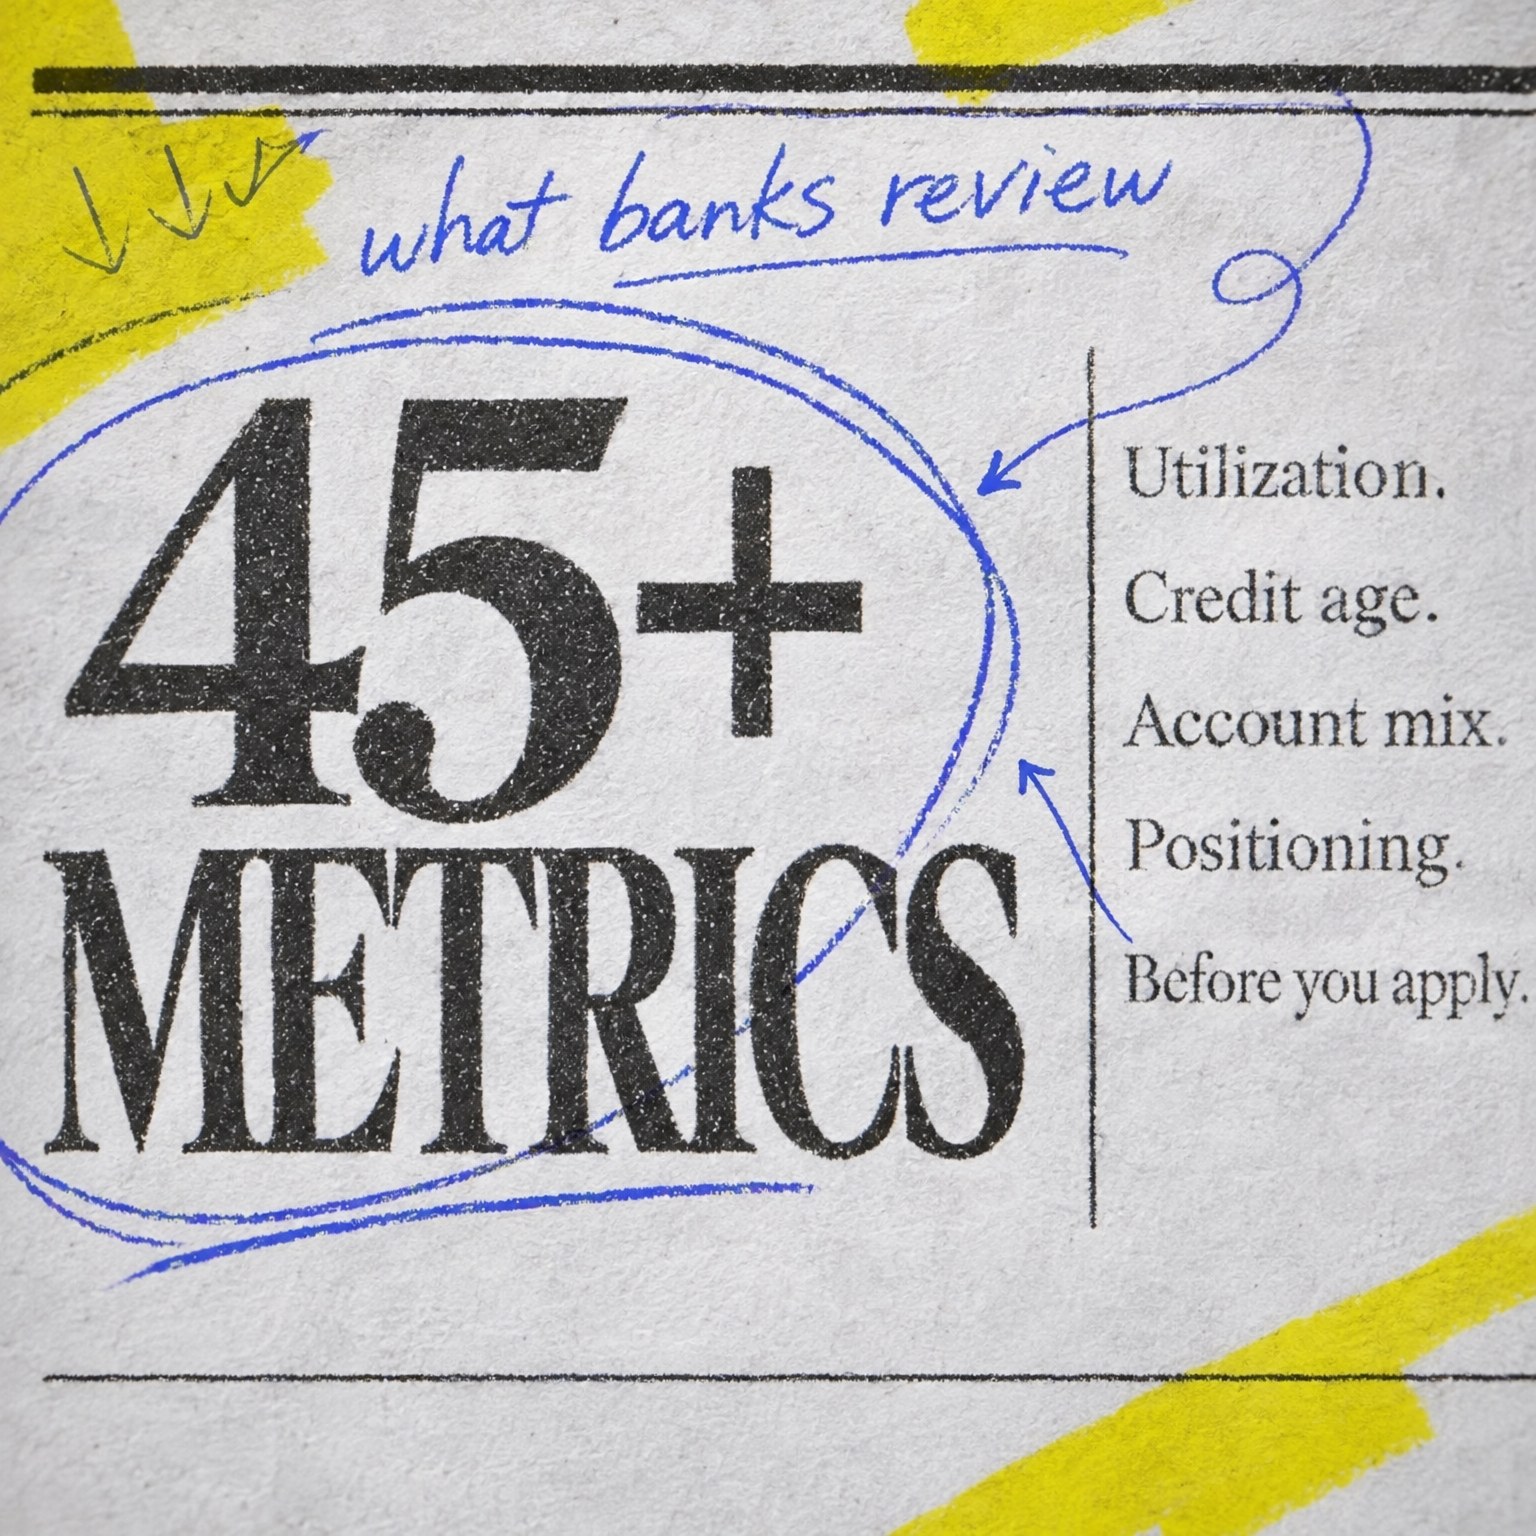 what banks review
45+
METRICS
Utilization.
Credit age.
Account mix.
Positioning.
Before you apply.